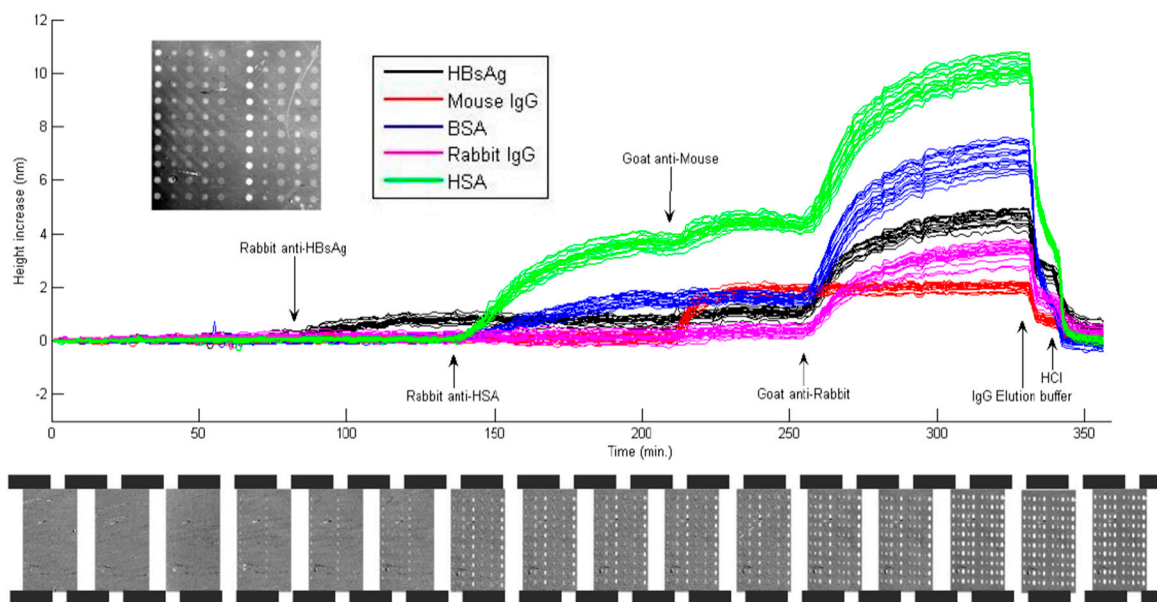 12
10
8
6
4
2
0
-2
Height increase (nm)
HBsAg
Mouse IgG
BSA
Rabbit IgG
HSA
Goat anti-Mouse
Rabbit anti-HBsAg
Rabbit anti-HSA
Goat anti-Rabbit
HCl
IgG Elution buffer
0 50 100 150 200 250 300 350
Time (min.)